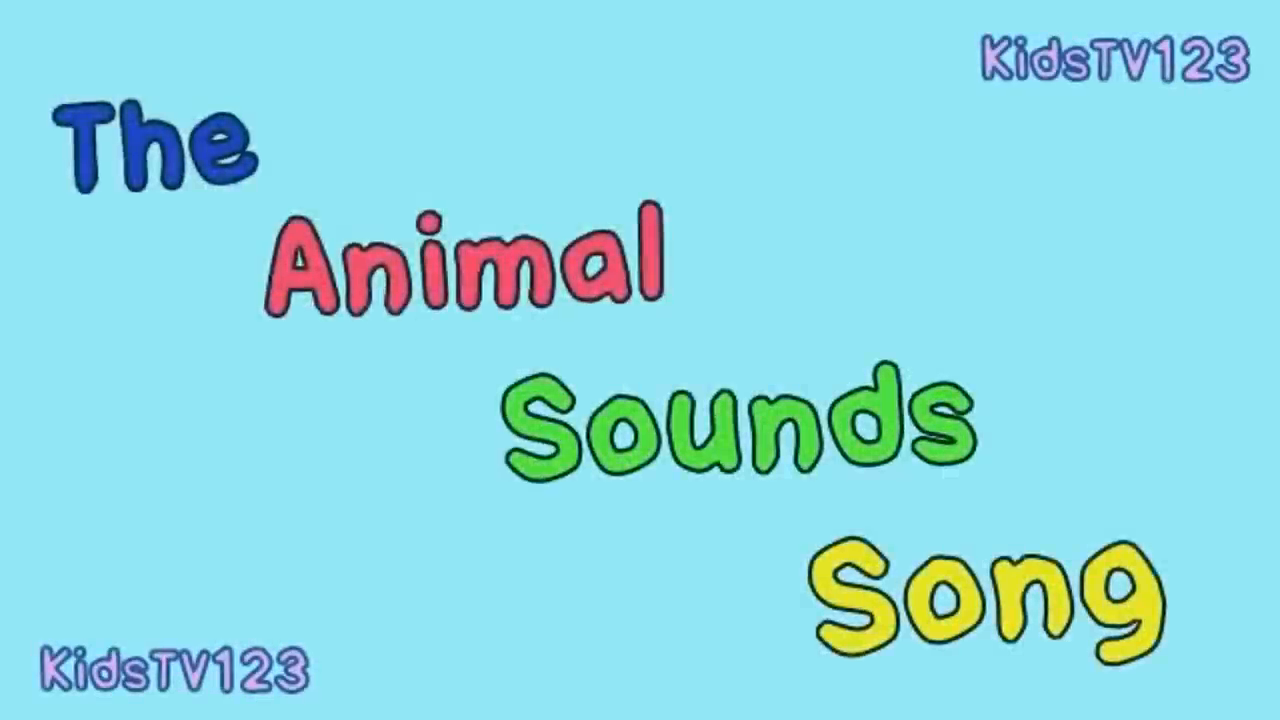 KidsTV123
The
Animal
Sounds
Song
KidsTV123